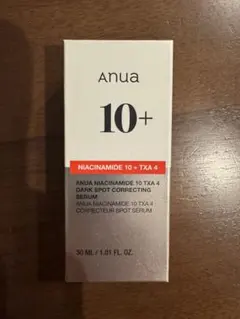 Anua
10+
NIACINAMIDE 10 + TXA 4
ANUA NIACINAMIDE 10 TXA 4
DARK SPOT CORRECTING
SERUM
ANUA NIACINAMIDE 10 TXA 4
CORRECTEUR SPOT SÉRUM
30 ML / 1.01 FL. OZ.